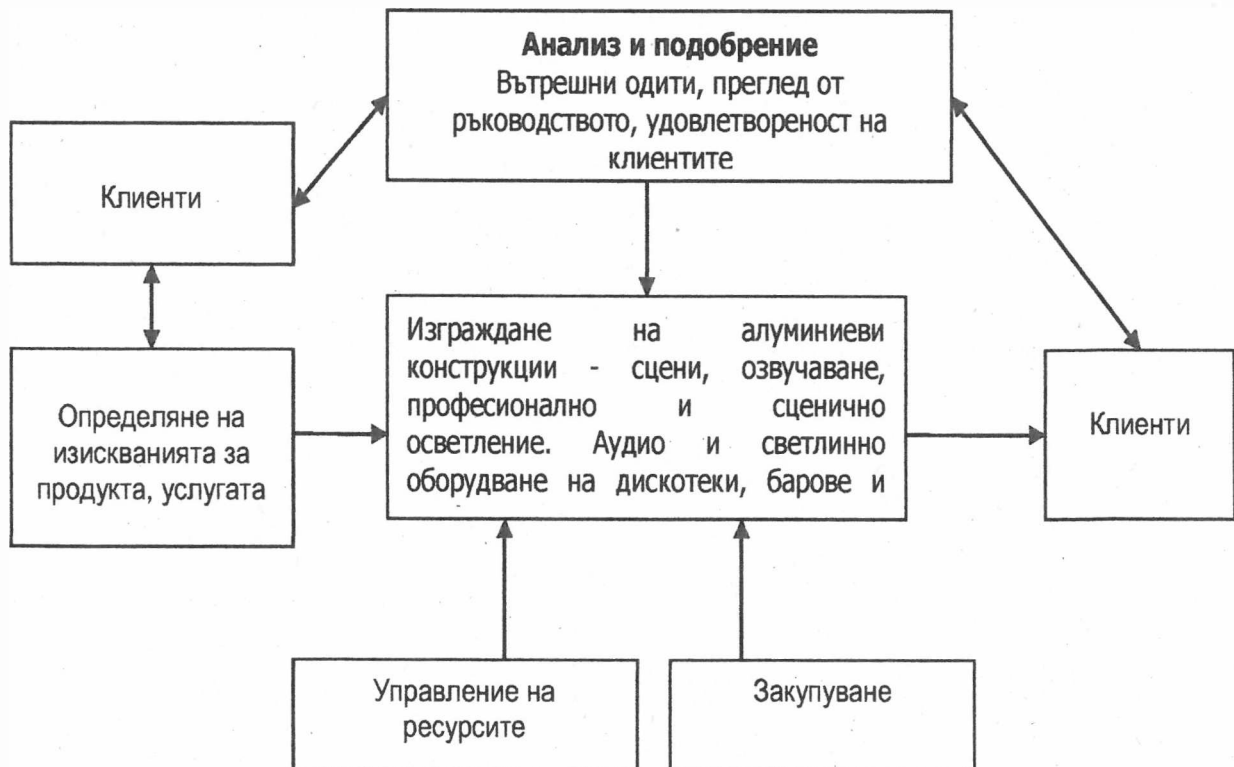 Анализ и подобрение
Вътрешни одити, преглед от
ръководството, удовлетвореност на
клиентите
Клиенти
Изграждане на алуминиеви
конструкции - сцени, озвучаване,
професионално и сценично
осветление. Аудио и светлинно
оборудване на дискотеки, барове и
Определяне на
изискванията за
продукта, услугата
Клиенти
Управление на
ресурсите
Закупуване